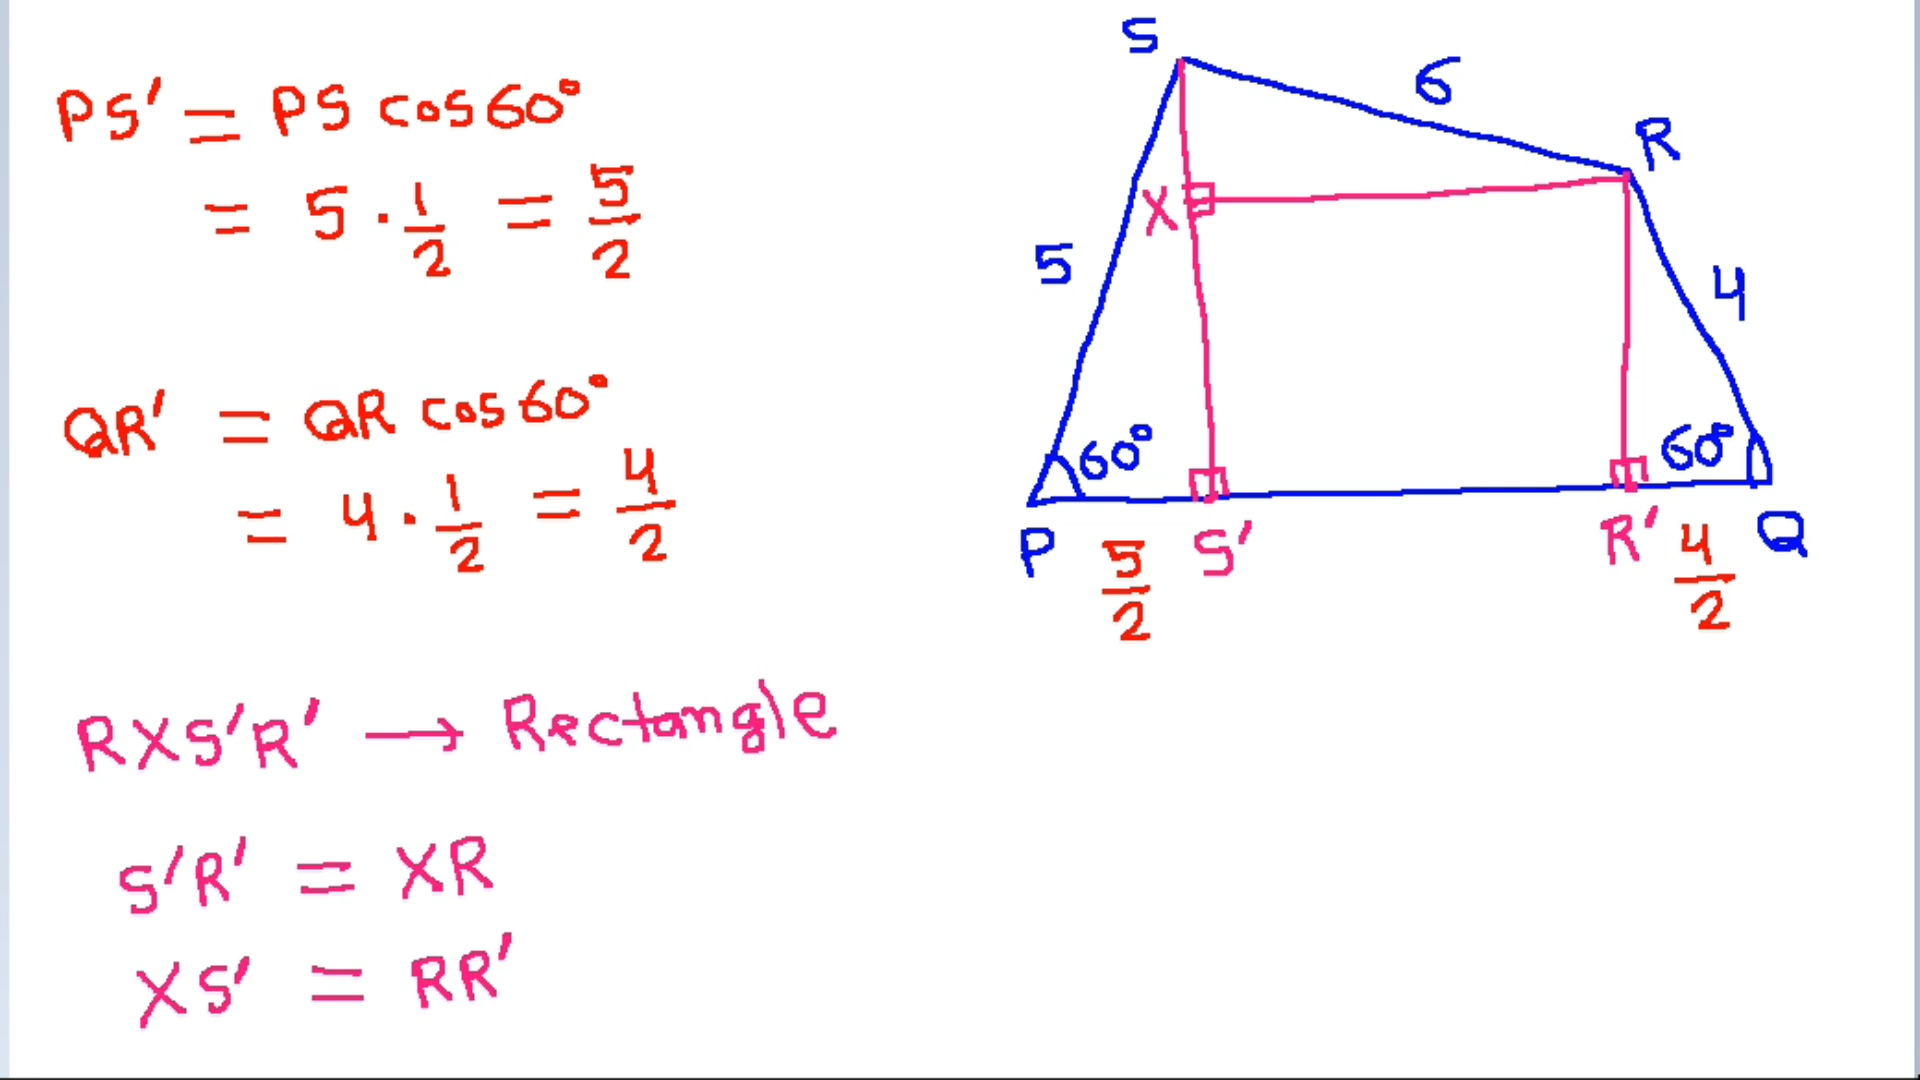 PS' = PS cos 60°
= 5 · 1/2 = 5/2
QR' = QR cos 60°
= 4 · 1/2 = 4/2
RXS'R' → Rectangle
S'R' = XR
XS' = RR'
S
6
R
X
5
4
60°
60°
P
5/2
S'
R'
4/2
Q